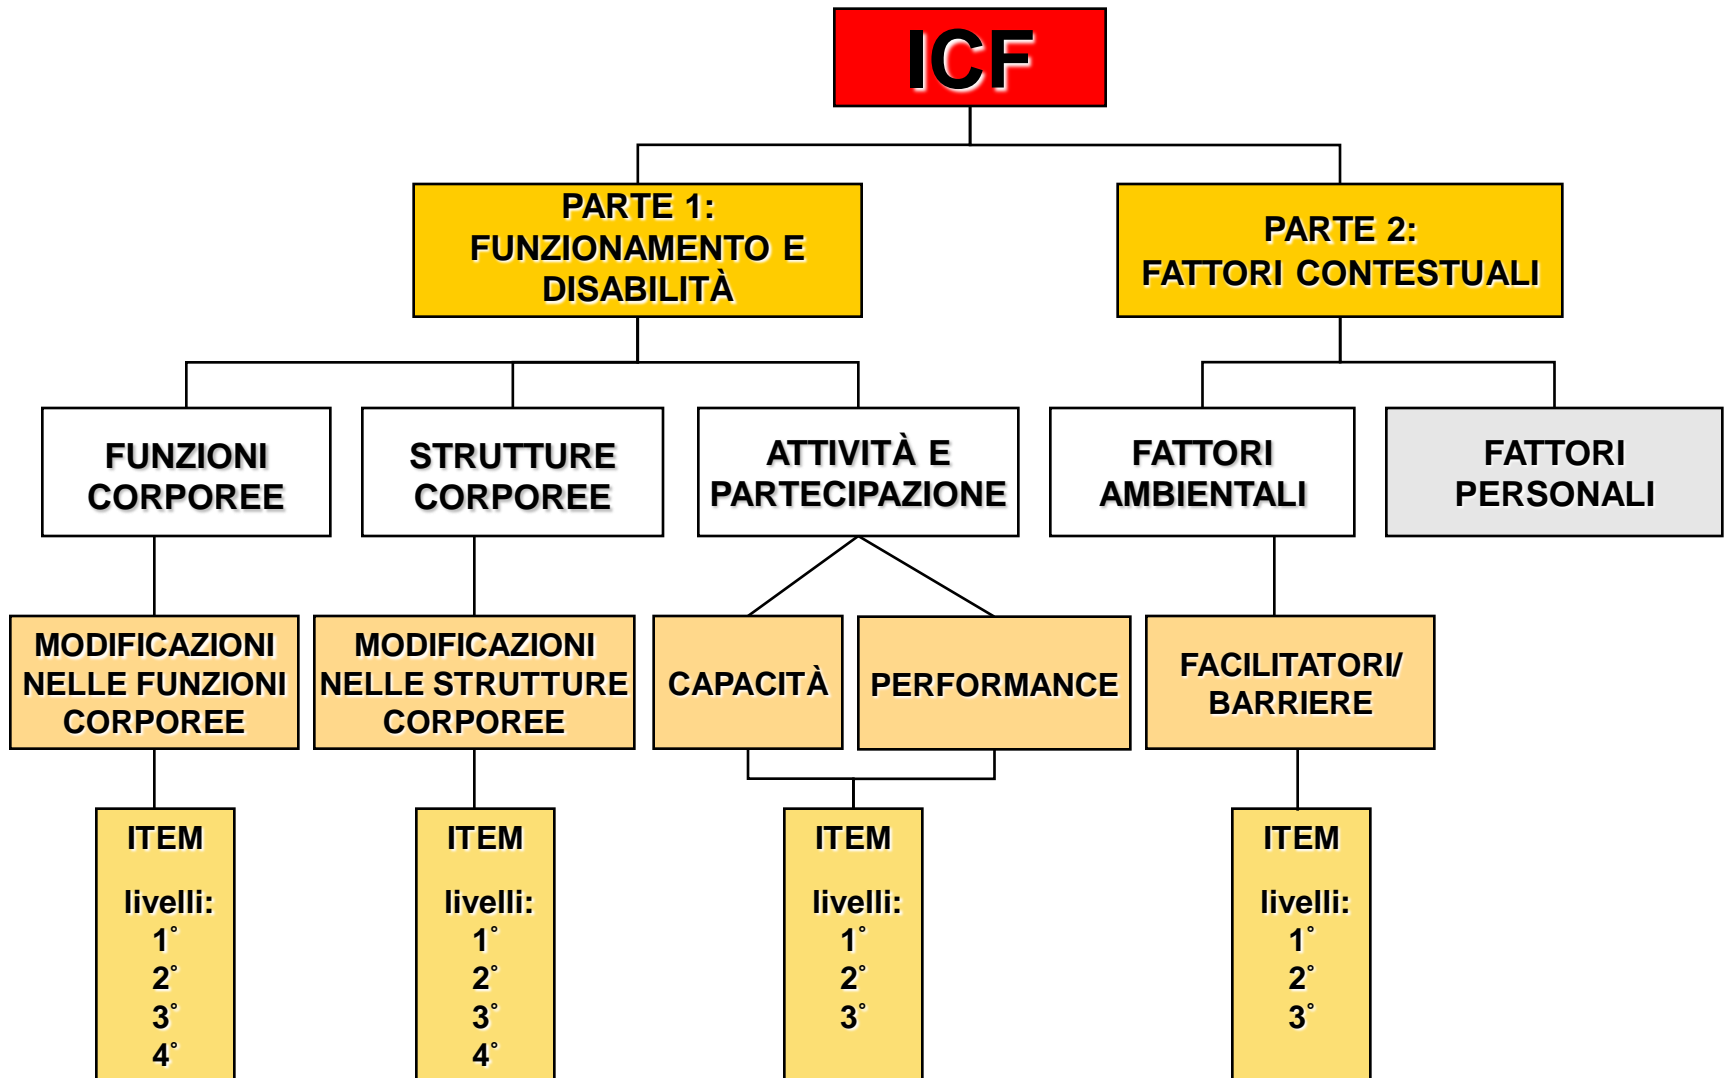 ICF
PARTE 1:
FUNZIONAMENTO E
DISABILITÀ
PARTE 2:
FATTORI CONTESTUALI
FUNZIONI
CORPOREE
STRUTTURE
CORPOREE
ATTIVITÀ E
PARTECIPAZIONE
FATTORI
AMBIENTALI
FATTORI
PERSONALI
MODIFICAZIONI
NELLE FUNZIONI
CORPOREE
MODIFICAZIONI
NELLE STRUTTURE
CORPOREE
CAPACITÀ
PERFORMANCE
FACILITATORI/
BARRIERE
ITEM
livelli:
1°
2°
3°
4°
ITEM
livelli:
1°
2°
3°
4°
ITEM
livelli:
1°
2°
3°
ITEM
livelli:
1°
2°
3°